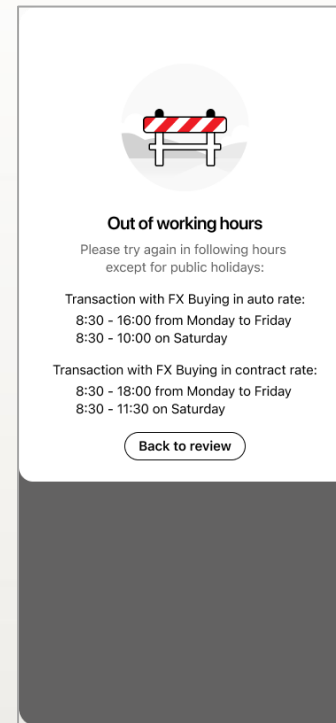 Out of working hours
Please try again in following hours
except for public holidays:
Transaction with FX Buying in auto rate:
8:30 - 16:00 from Monday to Friday
8:30 - 10:00 on Saturday
Transaction with FX Buying in contract rate:
8:30 - 18:00 from Monday to Friday
8:30 - 11:30 on Saturday
Back to review